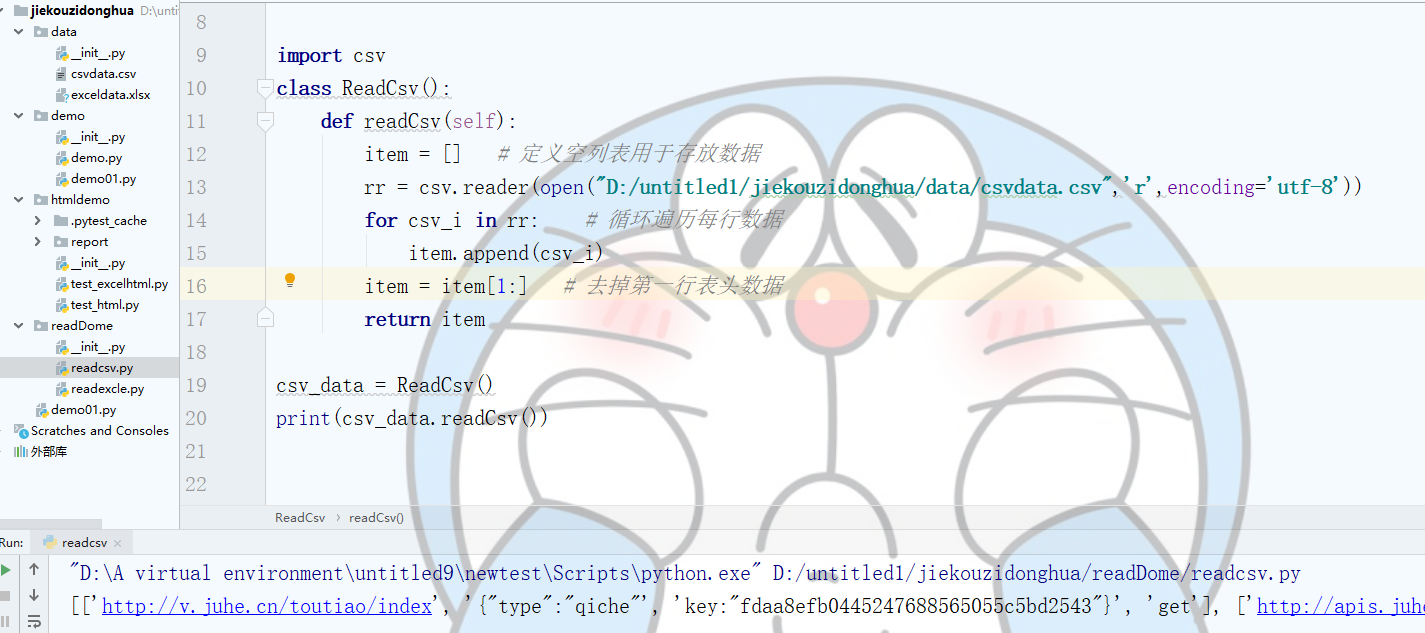 jiekouzidonghua D:\unti
data
__init__.py
csvdata.csv
exceldata.xlsx
demo
__init__.py
demo.py
demo01.py
htmldemo
.pytest_cache
report
__init__.py
test_excelhtml.py
test_html.py
readDome
__init__.py
readcsv.py
readexcle.py
demo01.py
Scratches and Consoles
外部库
8
9 import csv
10 class ReadCsv():
11 def readCsv(self):
12 item = [] # 定义空列表用于存放数据
13 rr = csv.reader(open("D:/untitled1/jiekouzidonghua/data/csvdata.csv",'r',encoding='utf-8'))
14 for csv_i in rr: # 循环遍历每行数据
15 item.append(csv_i)
16 item = item[1:] # 去掉第一行表头数据
17 return item
18
19 csv_data = ReadCsv()
20 print(csv_data.readCsv())
21
22
ReadCsv › readCsv()
Run: readcsv ×
"D:\A virtual environment\untitled9\newtest\Scripts\python.exe" D:/untitled1/jiekouzidonghua/readDome/readcsv.py
[['http://v.juhe.cn/toutiao/index', '{"type":"qiche"', 'key:"fdaa8efb0445247688565055c5bd2543"}', 'get'], ['http://apis.juhe